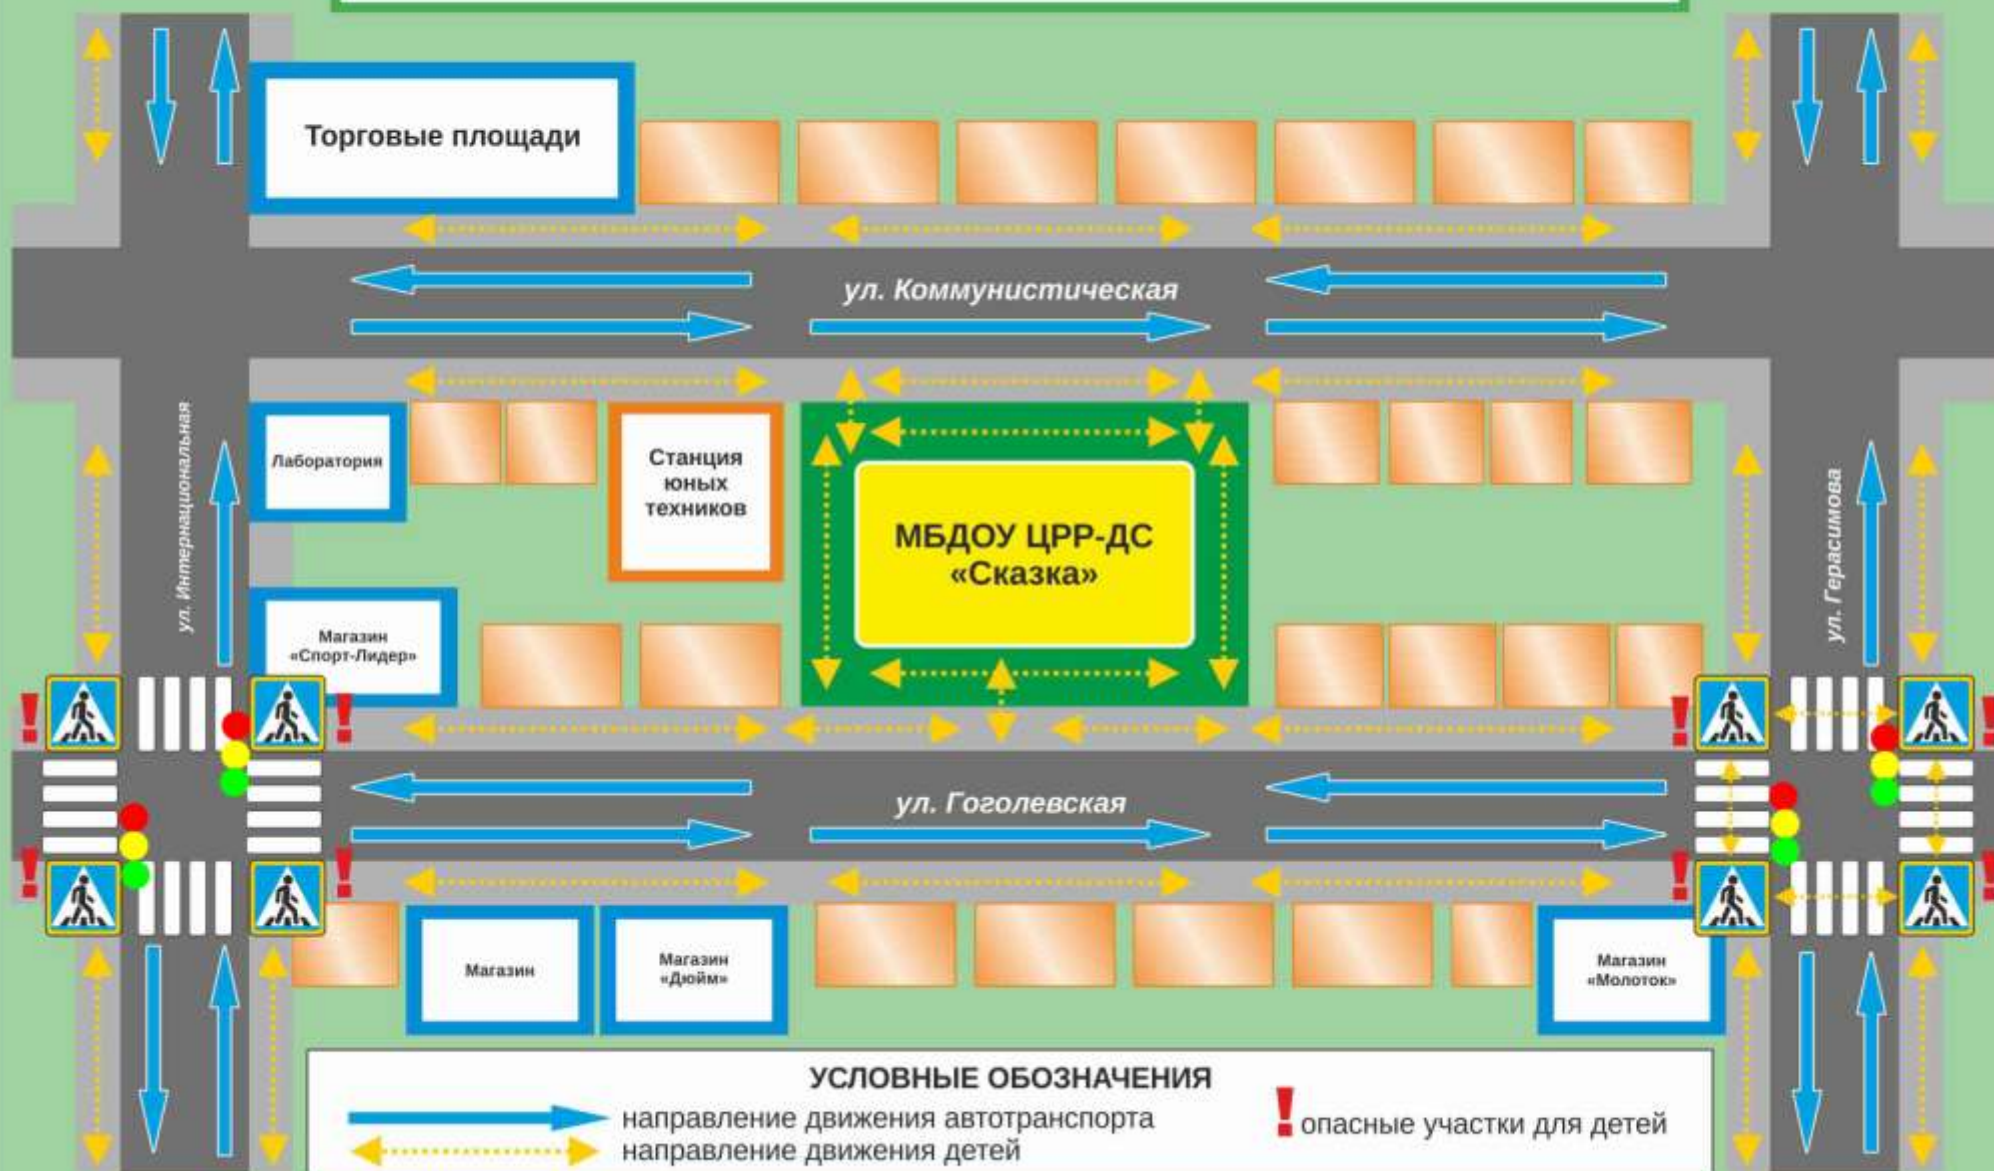 Торговые площади
ул. Коммунистическая
ул. Интернациональная
Лаборатория
Станция
юных
техников
МБДОУ ЦРР-ДС
«Сказка»
ул. Герасимова
Магазин
«Спорт-Лидер»
!
!
!
!
ул. Гоголевская
!
!
!
!
Магазин
Магазин
«Дюйм»
Магазин
«Молоток»
УСЛОВНЫЕ ОБОЗНАЧЕНИЯ
направление движения автотранспорта
! опасные участки для детей
направление движения детей